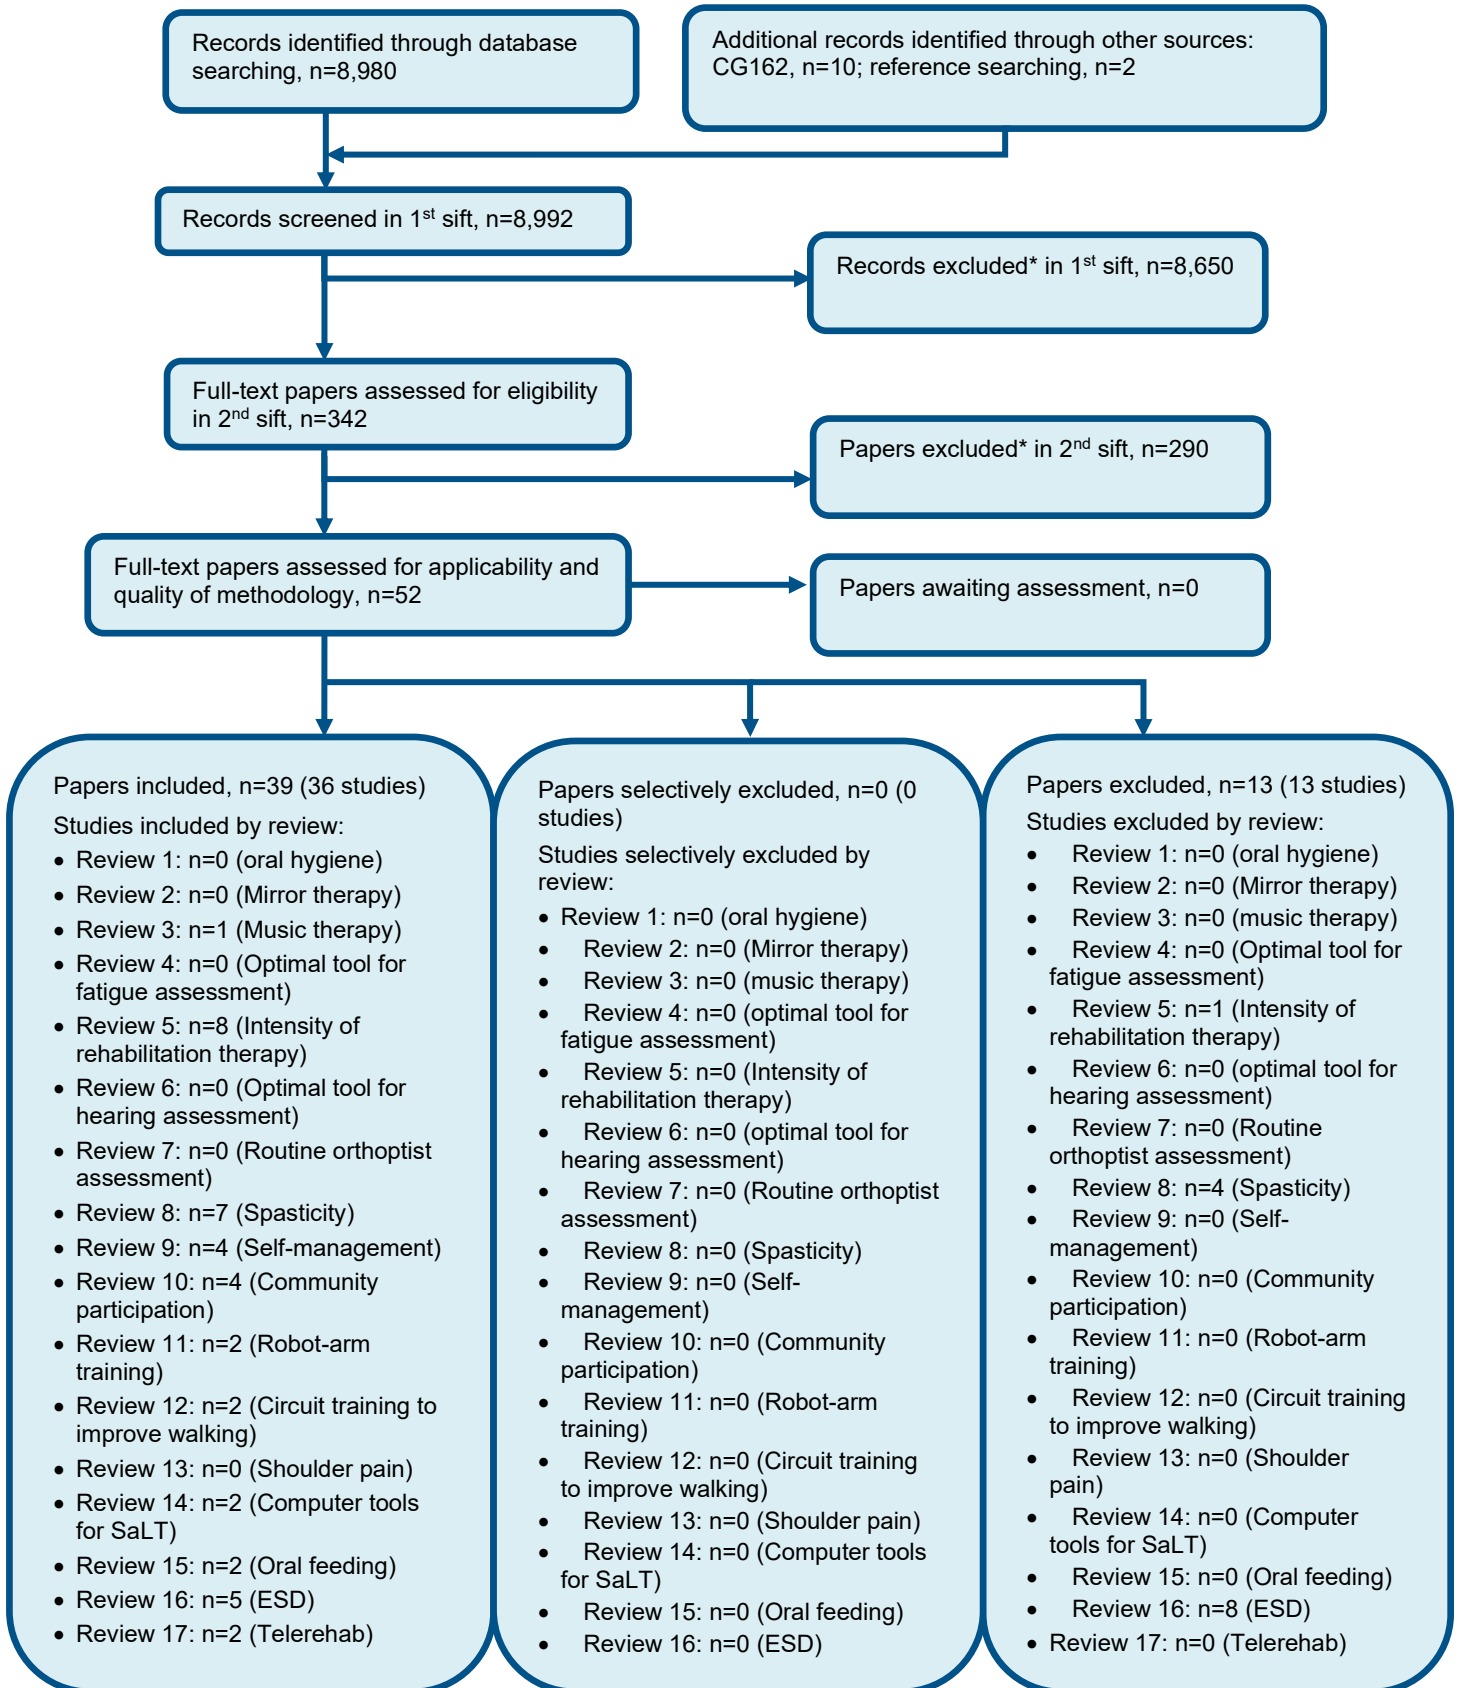 Records identified through database
searching, n=8,980
Additional records identified through other sources:
CG162, n=10; reference searching, n=2
Records screened in 1st sift, n=8,992
Records excluded* in 1st sift, n=8,650
Full-text papers assessed for eligibility
in 2nd sift, n=342
Papers excluded* in 2nd sift, n=290
Full-text papers assessed for applicability and
quality of methodology, n=52
Papers awaiting assessment, n=0
Papers included, n=39 (36 studies)
Studies included by review:
• Review 1: n=0 (oral hygiene)
• Review 2: n=0 (Mirror therapy)
• Review 3: n=1 (Music therapy)
• Review 4: n=0 (Optimal tool for
fatigue assessment)
• Review 5: n=8 (Intensity of
rehabilitation therapy)
• Review 6: n=0 (Optimal tool for
hearing assessment)
• Review 7: n=0 (Routine orthoptist
assessment)
• Review 8: n=7 (Spasticity)
• Review 9: n=4 (Self-management)
• Review 10: n=4 (Community
participation)
• Review 11: n=2 (Robot-arm
training)
• Review 12: n=2 (Circuit training to
improve walking)
• Review 13: n=0 (Shoulder pain)
• Review 14: n=2 (Computer tools
for SaLT)
• Review 15: n=2 (Oral feeding)
• Review 16: n=5 (ESD)
• Review 17: n=2 (Telerehab)
Papers selectively excluded, n=0 (0
studies)
Studies selectively excluded by
review:
• Review 1: n=0 (oral hygiene)
• Review 2: n=0 (Mirror therapy)
• Review 3: n=0 (music therapy)
• Review 4: n=0 (optimal tool for
fatigue assessment)
• Review 5: n=0 (Intensity of
rehabilitation therapy)
• Review 6: n=0 (optimal tool for
hearing assessment)
• Review 7: n=0 (Routine orthoptist
assessment)
• Review 8: n=0 (Spasticity)
• Review 9: n=0 (Self-
management)
• Review 10: n=0 (Community
participation)
• Review 11: n=0 (Robot-arm
training)
• Review 12: n=0 (Circuit training
to improve walking)
• Review 13: n=0 (Shoulder pain)
• Review 14: n=0 (Computer tools
for SaLT)
• Review 15: n=0 (Oral feeding)
• Review 16: n=0 (ESD)
Papers excluded, n=13 (13 studies)
Studies excluded by review:
• Review 1: n=0 (oral hygiene)
• Review 2: n=0 (Mirror therapy)
• Review 3: n=0 (music therapy)
• Review 4: n=0 (Optimal tool for
fatigue assessment)
• Review 5: n=1 (Intensity of
rehabilitation therapy)
• Review 6: n=0 (optimal tool for
hearing assessment)
• Review 7: n=0 (Routine
orthoptist assessment)
• Review 8: n=4 (Spasticity)
• Review 9: n=0 (Self-
management)
• Review 10: n=0 (Community
participation)
• Review 11: n=0 (Robot-arm
training)
• Review 12: n=0 (Circuit training
to improve walking)
• Review 13: n=0 (Shoulder
pain)
• Review 14: n=0 (Computer
tools for SaLT)
• Review 15: n=0 (Oral feeding)
• Review 16: n=8 (ESD)
• Review 17: n=0 (Telerehab)